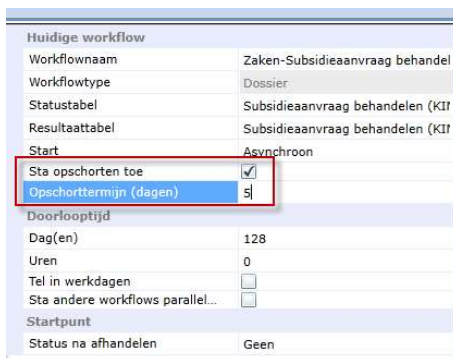 Huidige workflow
Workflownaam Zaken-Subsidieaanvraag behandel
Workflowtype Dossier
Statustabel Subsidieaanvraag behandelen (KI
Resultaattabel Subsidieaanvraag behandelen (KI
Start Asynchroon
Sta opschorten toe
Opschorttermijn (dagen) 5
Doorlooptijd
Dag(en) 128
Uren 0
Tel in werkdagen
Sta andere workflows parallel...
Startpunt
Status na afhandelen Geen